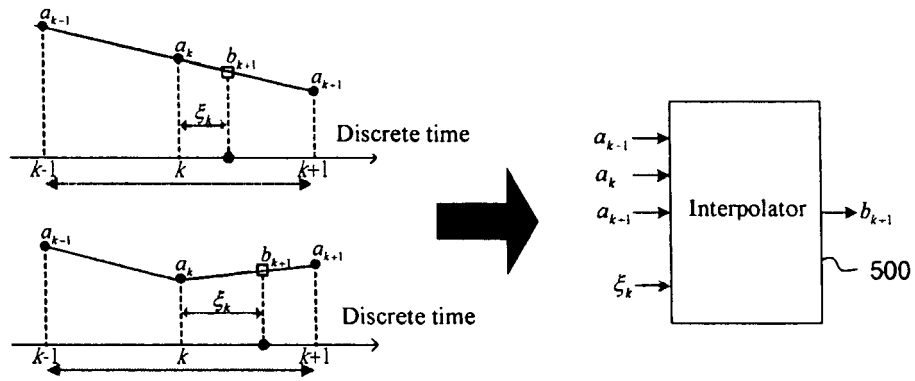 a_{k-1}
a_k
b_{k+1}
a_{k+1}
ξ_k
Discrete time
k-1 k k+1
a_{k-1}
a_k
b_{k+1}
a_{k+1}
ξ_k
Discrete time
k-1 k k+1
a_{k-1}
a_k
a_{k+1}
ξ_k
Interpolator
b_{k+1}
500